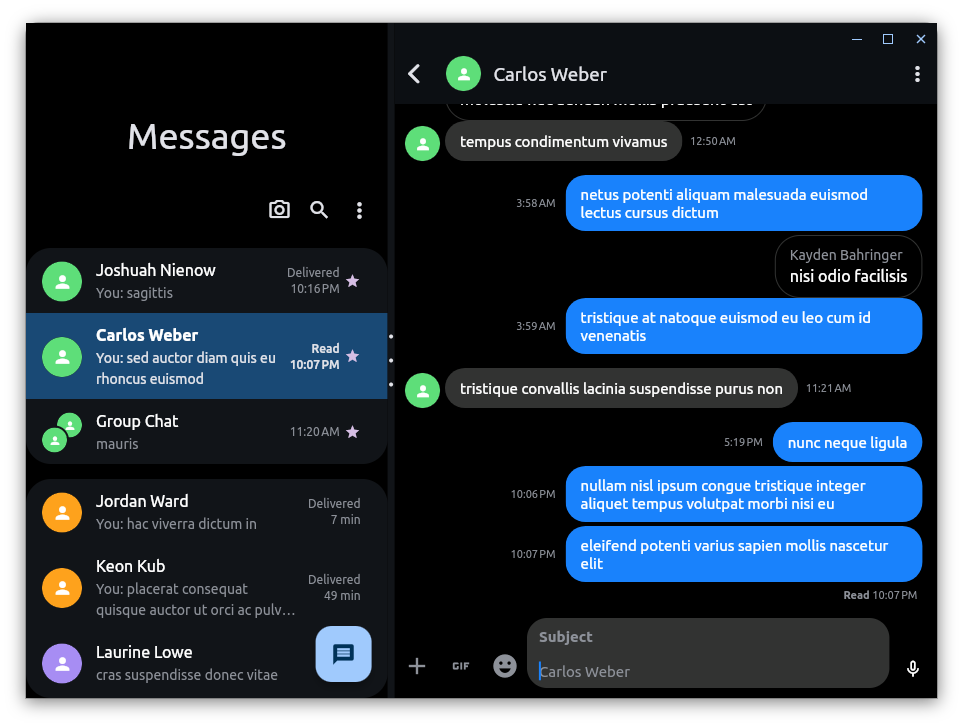 Messages
Joshuah Nienow
You: sagittis
Delivered
10:16 PM
Carlos Weber
You: sed auctor diam quis eu
rhoncus euismod
Read
10:07 PM
Group Chat
mauris
11:20 AM
Jordan Ward
You: hac viverra dictum in
Delivered
7 min
Keon Kub
You: placerat consequat
quisque auctor ut orci ac pulv…
Delivered
49 min
Laurine Lowe
cras suspendisse donec vitae
Carlos Weber
tempus condimentum vivamus
12:50 AM
3:58 AM
netus potenti aliquam malesuada euismod
lectus cursus dictum
Kayden Bahringer
nisi odio facilisis
3:59 AM
tristique at natoque euismod eu leo cum id
venenatis
tristique convallis lacinia suspendisse purus non
11:21 AM
5:19 PM
nunc neque ligula
10:06 PM
nullam nisl ipsum congue tristique integer
aliquet tempus volutpat morbi nisi eu
10:07 PM
eleifend potenti varius sapien mollis nascetur
elit
Read 10:07 PM
GIF
Subject
Carlos Weber